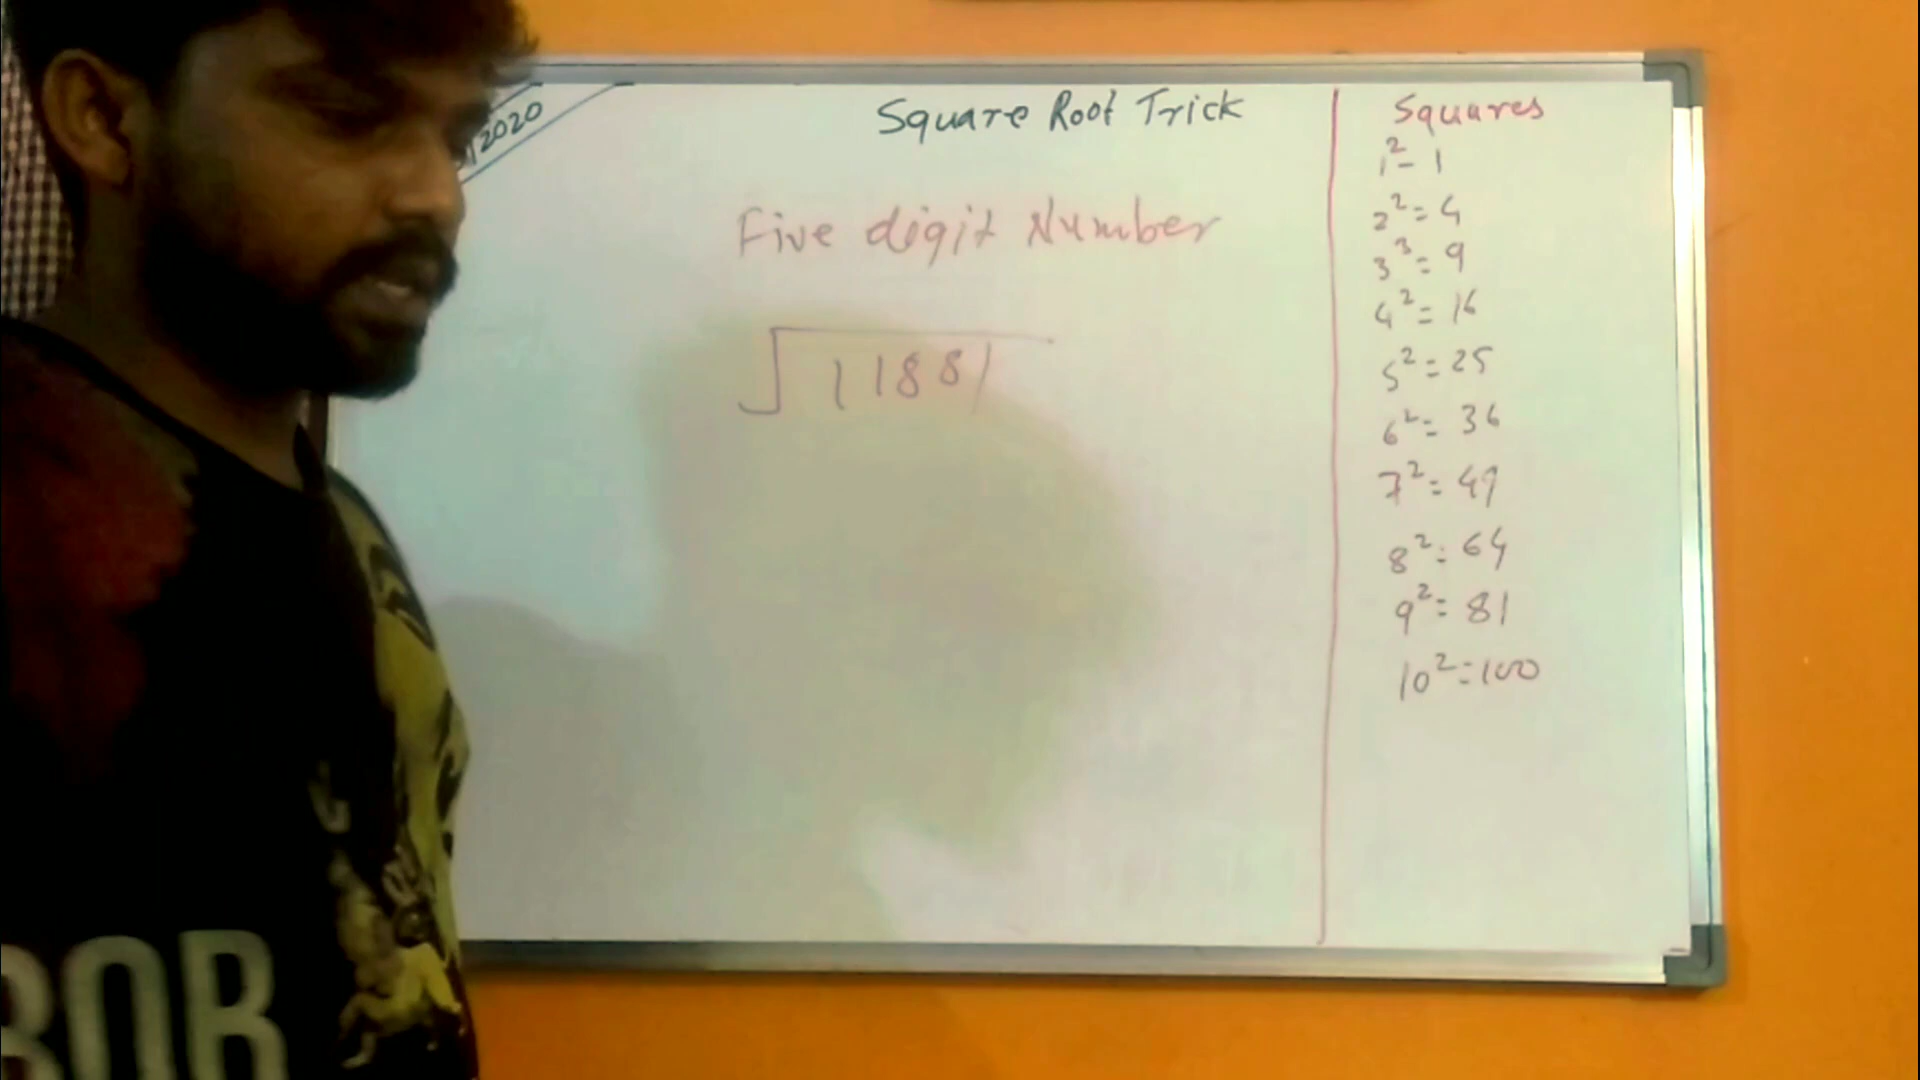 2020
Square Root Trick
Five digit Number
√11881
Squares
1² - 1
2² = 4
3³ = 9
4² = 16
5² = 25
6² = 36
7² = 49
8² = 64
9² = 81
10² = 100